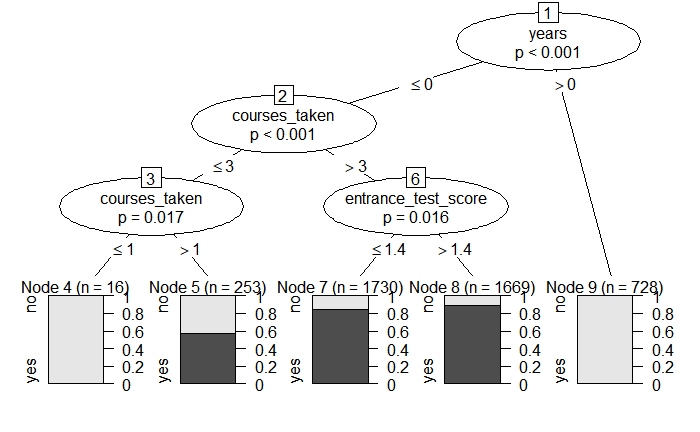 1
years
p < 0.001
≤ 0
> 0
2
courses_taken
p < 0.001
≤ 3
> 3
3
courses_taken
p = 0.017
6
entrance_test_score
p = 0.016
≤ 1
> 1
≤ 1.4
> 1.4
Node 4 (n = 16)
no
yes
1
0.8
0.6
0.4
0.2
0
Node 5 (n = 253)
no
yes
1
0.8
0.6
0.4
0.2
0
Node 7 (n = 1730)
no
yes
1
0.8
0.6
0.4
0.2
0
Node 8 (n = 1669)
no
yes
1
0.8
0.6
0.4
0.2
0
Node 9 (n = 728)
no
yes
1
0.8
0.6
0.4
0.2
0